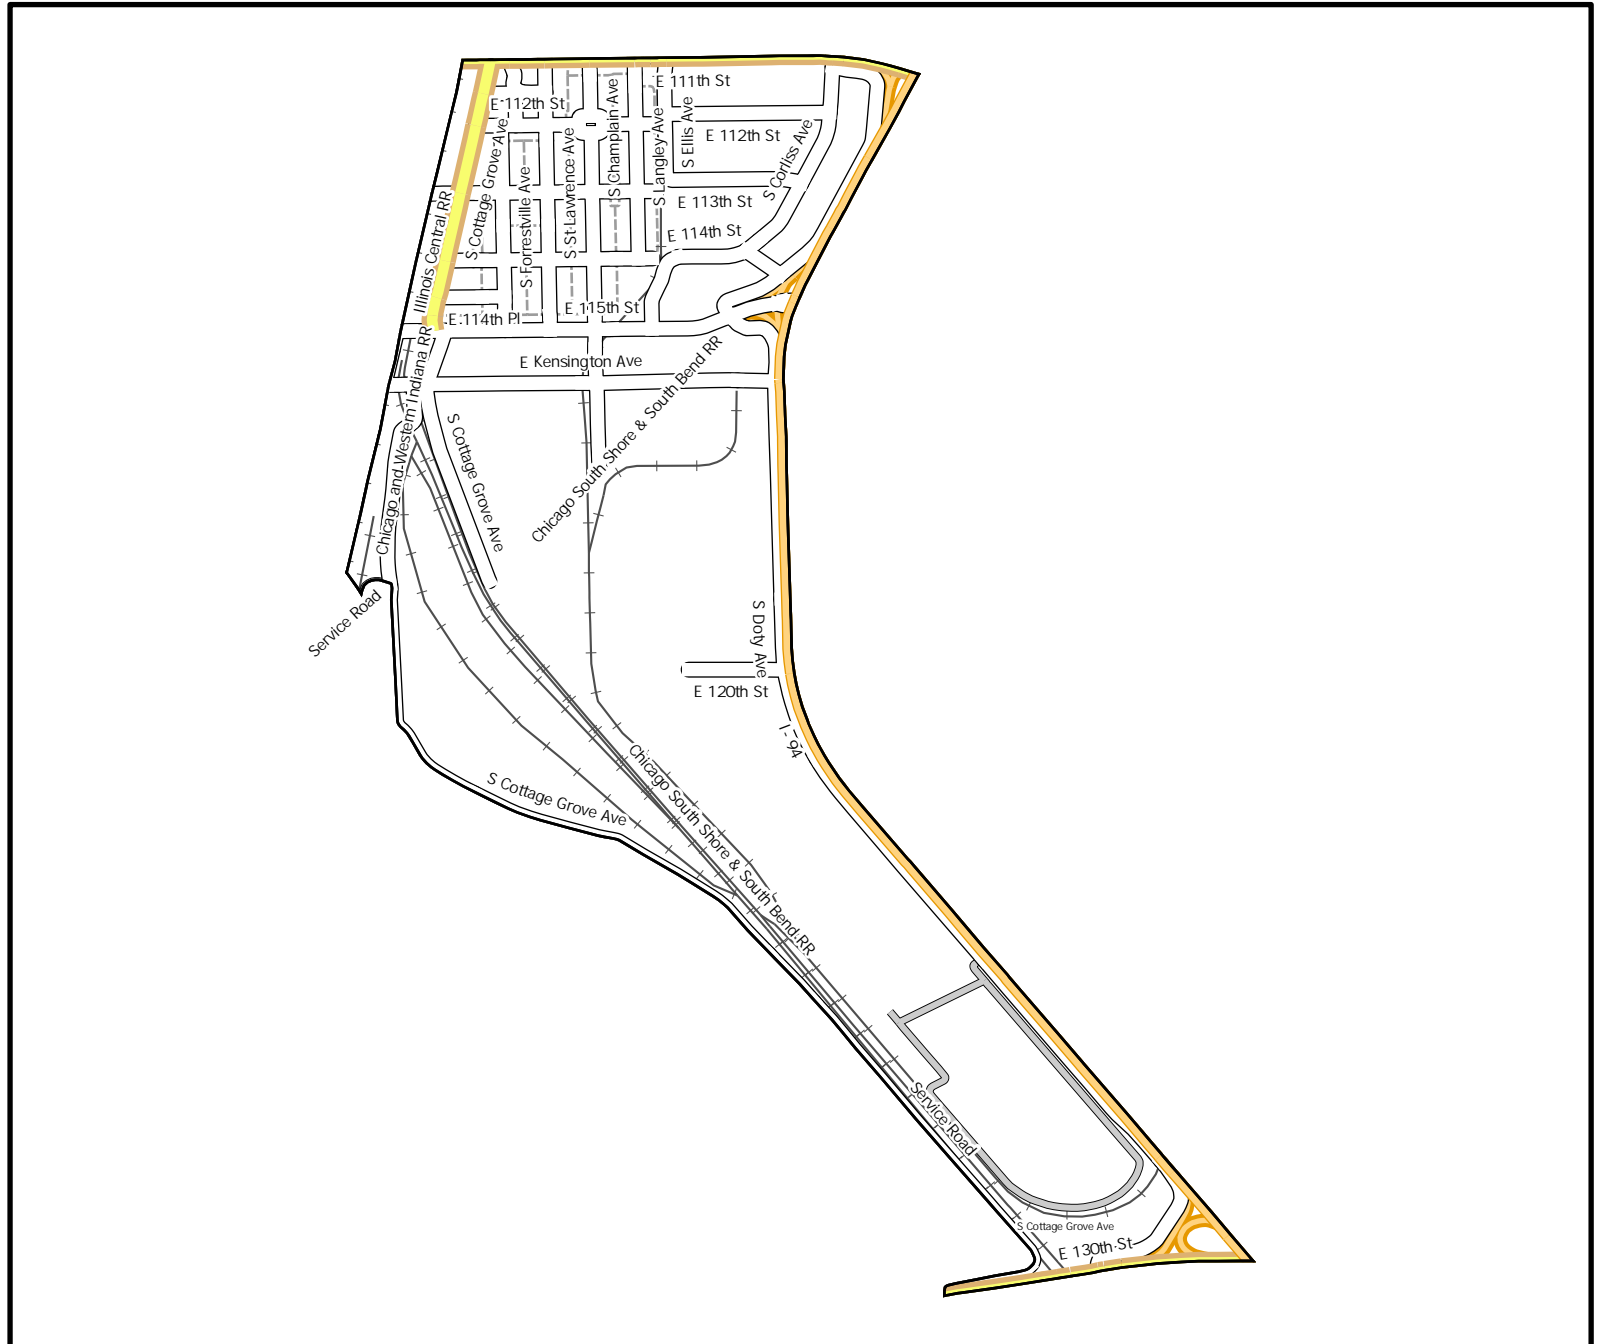 E 111th St
E 112th St
E 112th St
S Cottage Grove Ave
S Forrestville Ave
S St Lawrence Ave
S Champlain Ave
S Langley Ave
S Ellis Ave
S Corliss Ave
E 113th St
E 114th St
Illinois Central RR
E 115th St
E 114th Pl
E Kensington Ave
Chicago and Western Indiana RR
Chicago South Shore & South Bend RR
S Cottage Grove Ave
Service Road
S Doty Ave
E 120th St
I- 94
Chicago South Shore & South Bend RR
S Cottage Grove Ave
Service Road
S Cottage Grove Ave
E 130th St